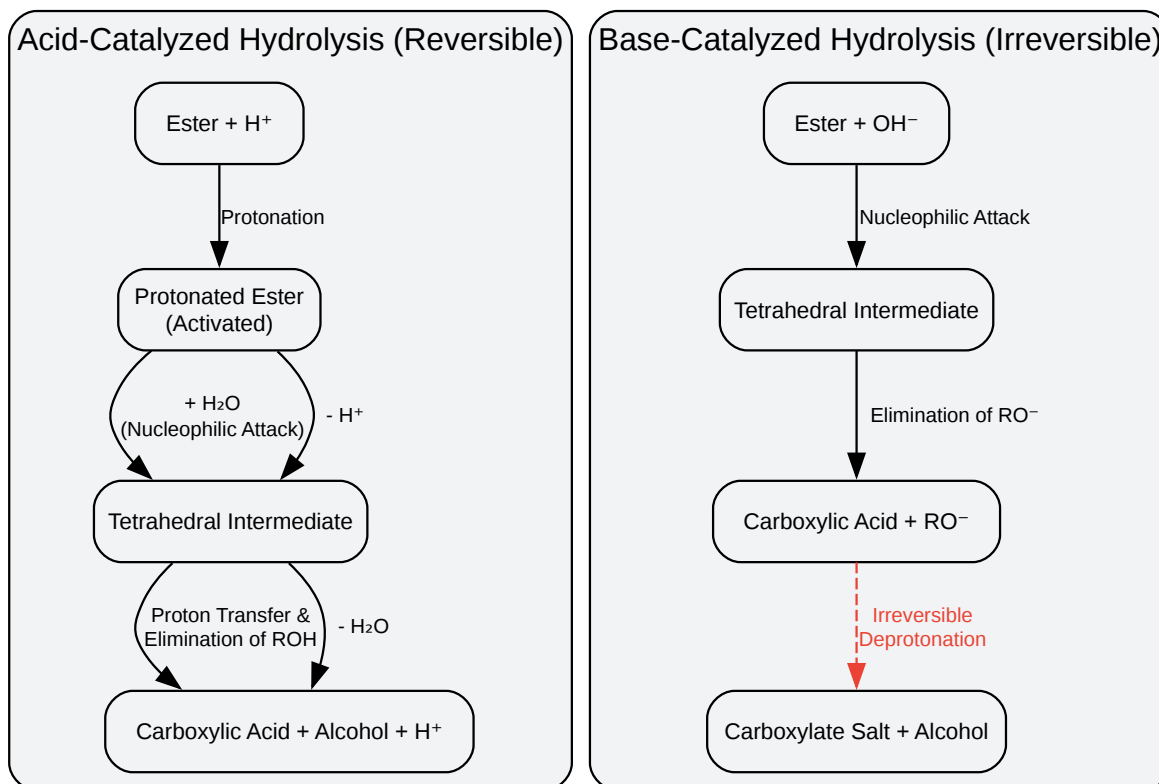 Acid-Catalyzed Hydrolysis (Reversible)
Ester + H⁺
Protonation
Protonated Ester
(Activated)
+ H₂O
(Nucleophilic Attack)
- H⁺
Tetrahedral Intermediate
Proton Transfer &
Elimination of ROH
- H₂O
Carboxylic Acid + Alcohol + H⁺
Base-Catalyzed Hydrolysis (Irreversible)
Ester + OH⁻
Nucleophilic Attack
Tetrahedral Intermediate
Elimination of RO⁻
Carboxylic Acid + RO⁻
Irreversible
Deprotonation
Carboxylate Salt + Alcohol